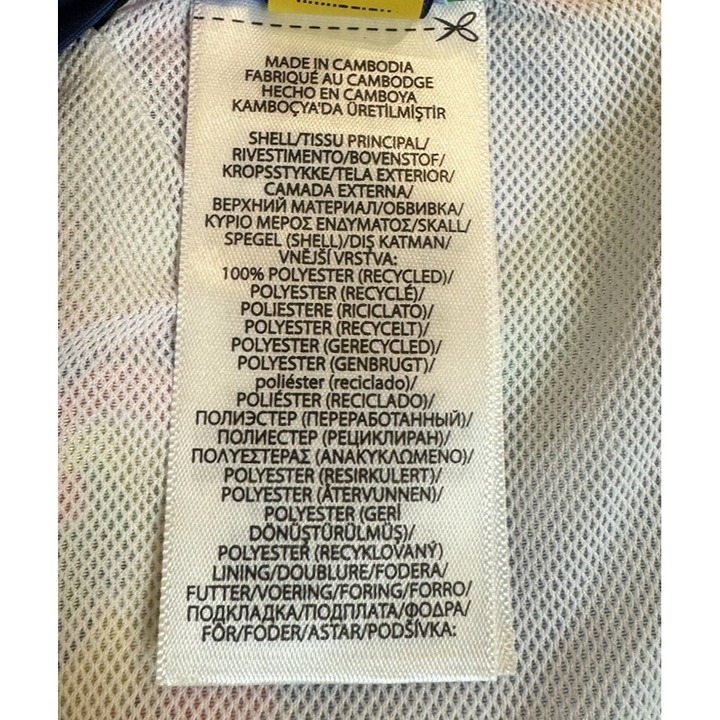 MADE IN CAMBODIA
FABRIQUÉ AU CAMBODGE
HECHO EN CAMBOYA
KAMBOÇYA'DA ÜRETİLMİŞTİR
SHELL/TISSU PRINCIPAL/
RIVESTIMENTO/BOVENSTOF/
KROPSSTYKKE/TELA EXTERIOR/
CAMADA EXTERNA/
ВЕРХНИЙ МАТЕРИАЛ/ОБВИВКА/
ΚΥΡΙΟ ΜΕΡΟΣ ΕΝΔΥΜΑΤΟΣ/SKALL/
SPEGEL (SHELL)/DIŞ KATMAN/
VNĚJŠÍ VRSTVA:
100% POLYESTER (RECYCLED)/
POLYESTER (RECYCLÉ)/
POLIESTERE (RICICLATO)/
POLYESTER (RECYCELT)/
POLYESTER (GERECYCLED)/
POLYESTER (GENBRUGT)/
poliéster (reciclado)/
POLIÉSTER (RECICLADO)/
ПОЛИЭСТЕР (ПЕРЕРАБОТАННЫЙ)/
ПОЛИЕСТЕР (РЕЦИКЛИРАН)/
ΠΟΛΥΕΣΤΕΡΑΣ (ΑΝΑΚΥΚΛΩΜΕΝΟ)/
POLYESTER (RESIRKULERT)/
POLYESTER (ÅTERVUNNEN)/
POLYESTER (GERİ
DÖNÜŞTÜRÜLMÜŞ)/
POLYESTER (RECYKLOVANÝ)
LINING/DOUBLURE/FODERA/
FUTTER/VOERING/FORING/FORRO/
ПОДКЛАДКА/ПОДПЛАТА/ΦΟΔΡΑ/
FÔR/FODER/ASTAR/PODŠÍVKA: